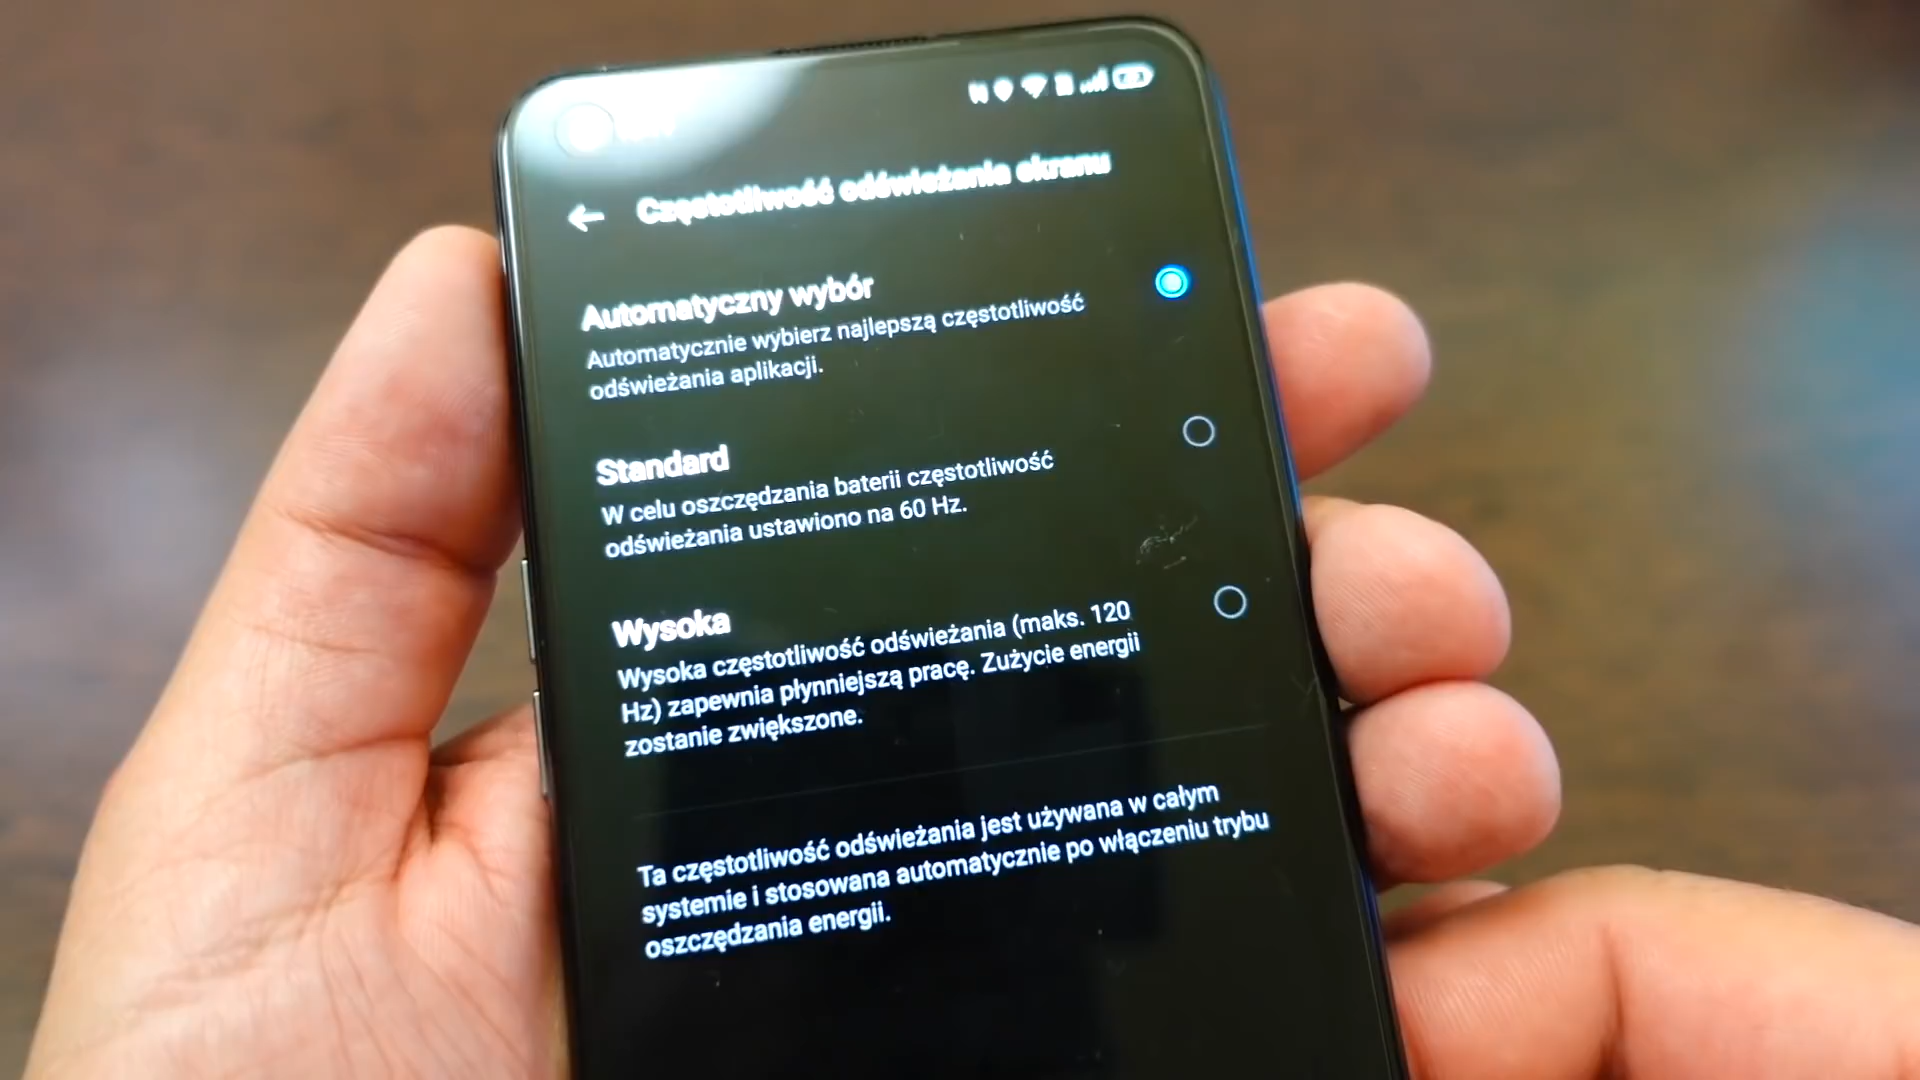 Częstotliwość odświeżania ekranu
Automatyczny wybór
Automatycznie wybierz najlepszą częstotliwość
odświeżania aplikacji.
Standard
W celu oszczędzania baterii częstotliwość
odświeżania ustawiono na 60 Hz.
Wysoka
Wysoka częstotliwość odświeżania (maks. 120
Hz) zapewnia płynniejszą pracę. Zużycie energii
zostanie zwiększone.
Ta częstotliwość odświeżania jest używana w całym
systemie i stosowana automatycznie po włączeniu trybu
oszczędzania energii.